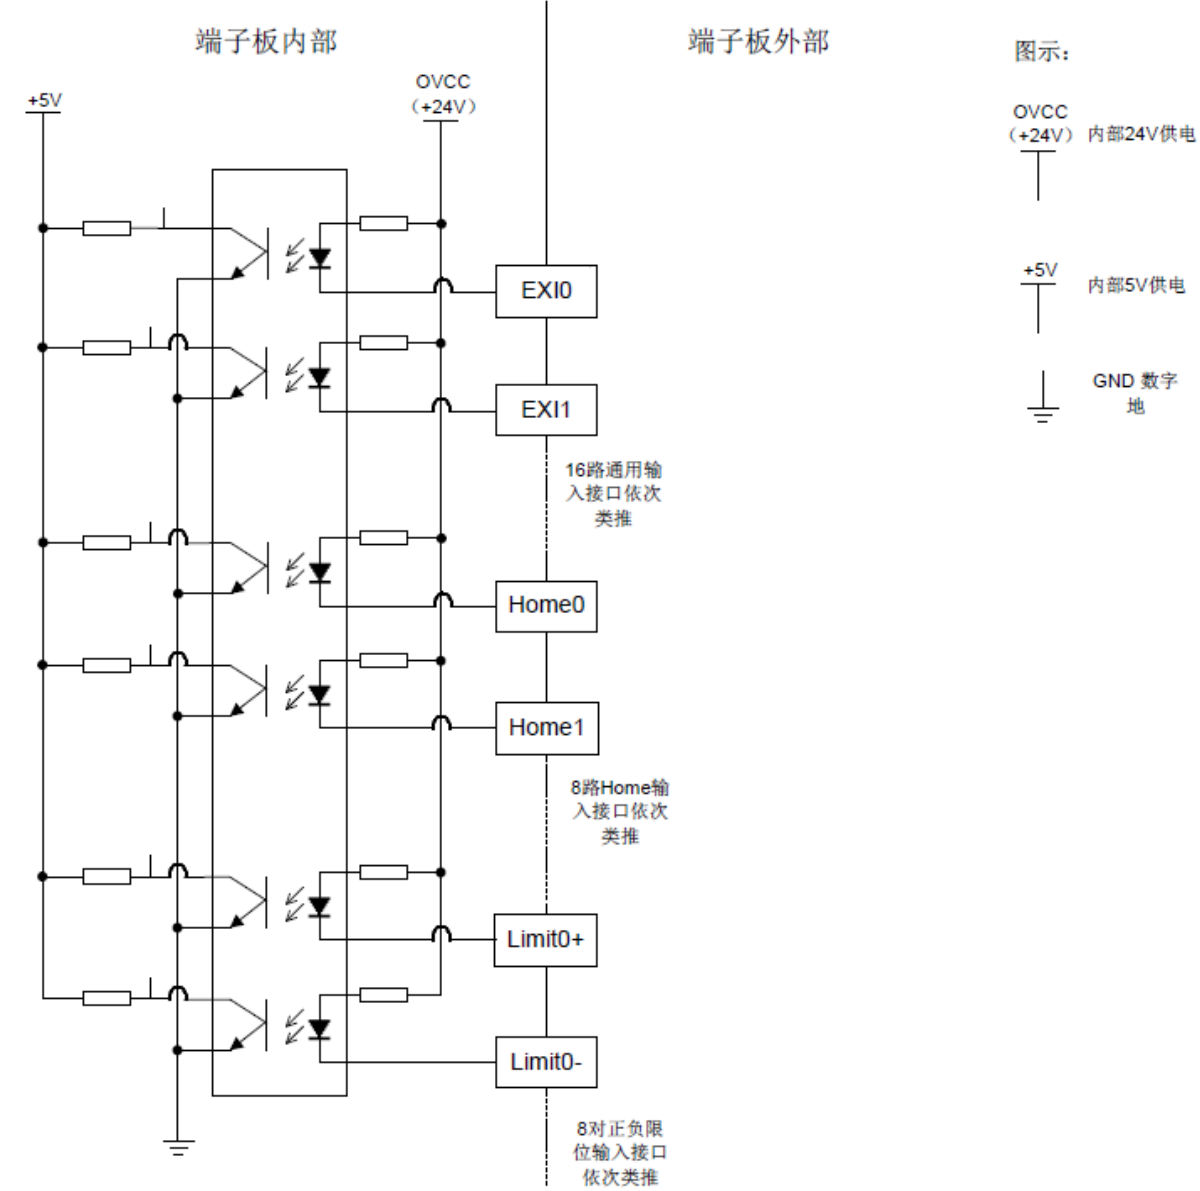 端子板内部
端子板外部
图示：
+5V
OVCC
（+24V）
OVCC
（+24V）
内部24V供电
+5V
内部5V供电
GND 数字
地
EXI0
EXI1
16路通用输
入接口依次
类推
Home0
Home1
8路Home输
入接口依次
类推
Limit0+
Limit0-
8对正负限
位输入接口
依次类推